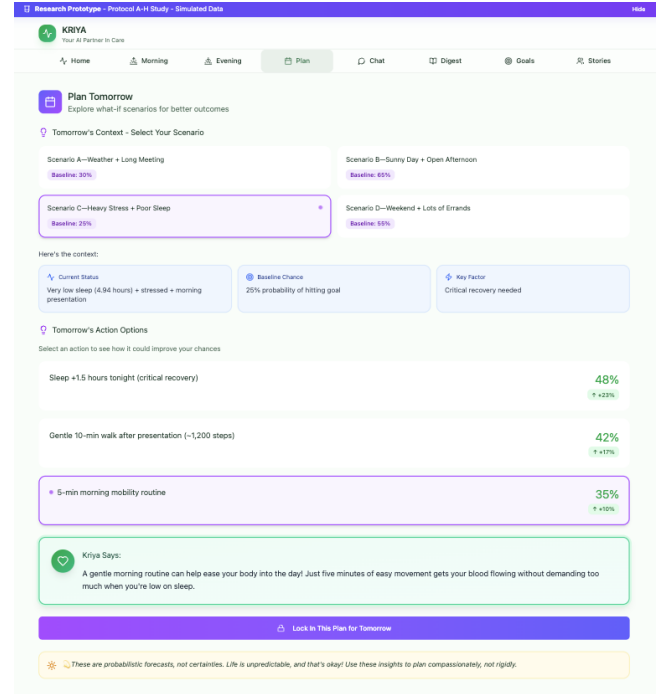 Research Prototype - Protocol A-H Study - Simulated Data
Hide
KRIYA
Your AI Partner in Care
Home
Morning
Evening
Plan
Chat
Digest
Goals
Stories
Plan Tomorrow
Explore what-if scenarios for better outcomes
Tomorrow's Context - Select Your Scenario
Scenario A—Weather + Long Meeting
Baseline: 30%
Scenario B—Sunny Day + Open Afternoon
Baseline: 65%
Scenario C—Heavy Stress + Poor Sleep
Baseline: 25%
Scenario D—Weekend + Lots of Errands
Baseline: 55%
Here's the context:
Current Status
Very low sleep (4.94 hours) + stressed + morning
presentation
Baseline Chance
25% probability of hitting goal
Key Factor
Critical recovery needed
Tomorrow's Action Options
Select an action to see how it could improve your chances
Sleep +1.5 hours tonight (critical recovery)
48%
↑ +23%
Gentle 10-min walk after presentation (~1,200 steps)
42%
↑ +17%
5-min morning mobility routine
35%
↑ +10%
Kriya Says:
A gentle morning routine can help ease your body into the day! Just five minutes of easy movement gets your blood flowing without demanding too
much when you're low on sleep.
Lock In This Plan for Tomorrow
These are probabilistic forecasts, not certainties. Life is unpredictable, and that's okay! Use these insights to plan compassionately, not rigidly.